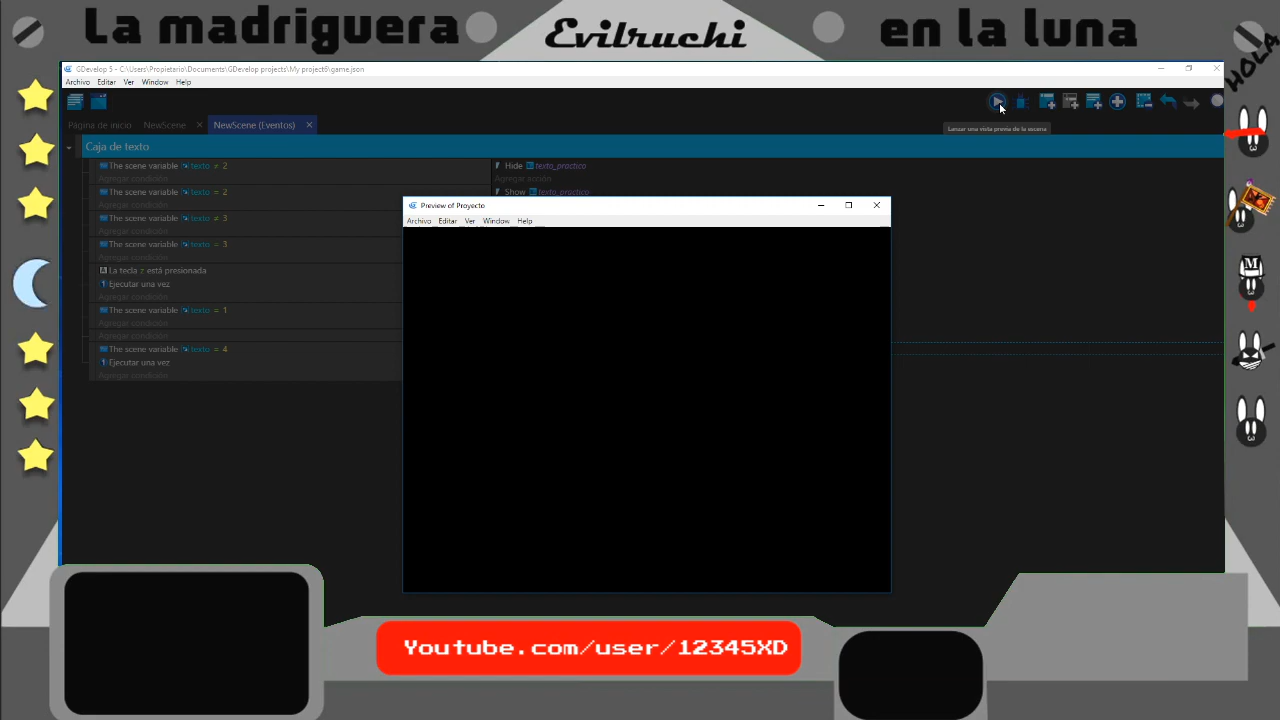 La madriguera Evilruchi en la luna
HOLA
GDevelop 5 - C:\Users\Propietario\Documents\GDevelop projects\My project6\game.json
Archivo Editar Ver Window Help
Página de inicio NewScene × NewScene (Eventos) ×
Lanzar una vista previa de la escena
Caja de texto
The scene variable texto ≠ 2 Hide texto_practico
Agregar condición Agregar acción
The scene variable texto = 2 Show texto_practico
Agregar condición
The scene variable texto ≠ 3
Agregar condición
The scene variable texto = 3
Agregar condición
La tecla z está presionada
Ejecutar una vez
Agregar condición
The scene variable texto = 1
Agregar condición
Agregar condición
The scene variable texto = 4
Ejecutar una vez
Agregar condición
Preview of Proyecto
Archivo Editar Ver Window Help
M
Youtube.com/user/12345XD